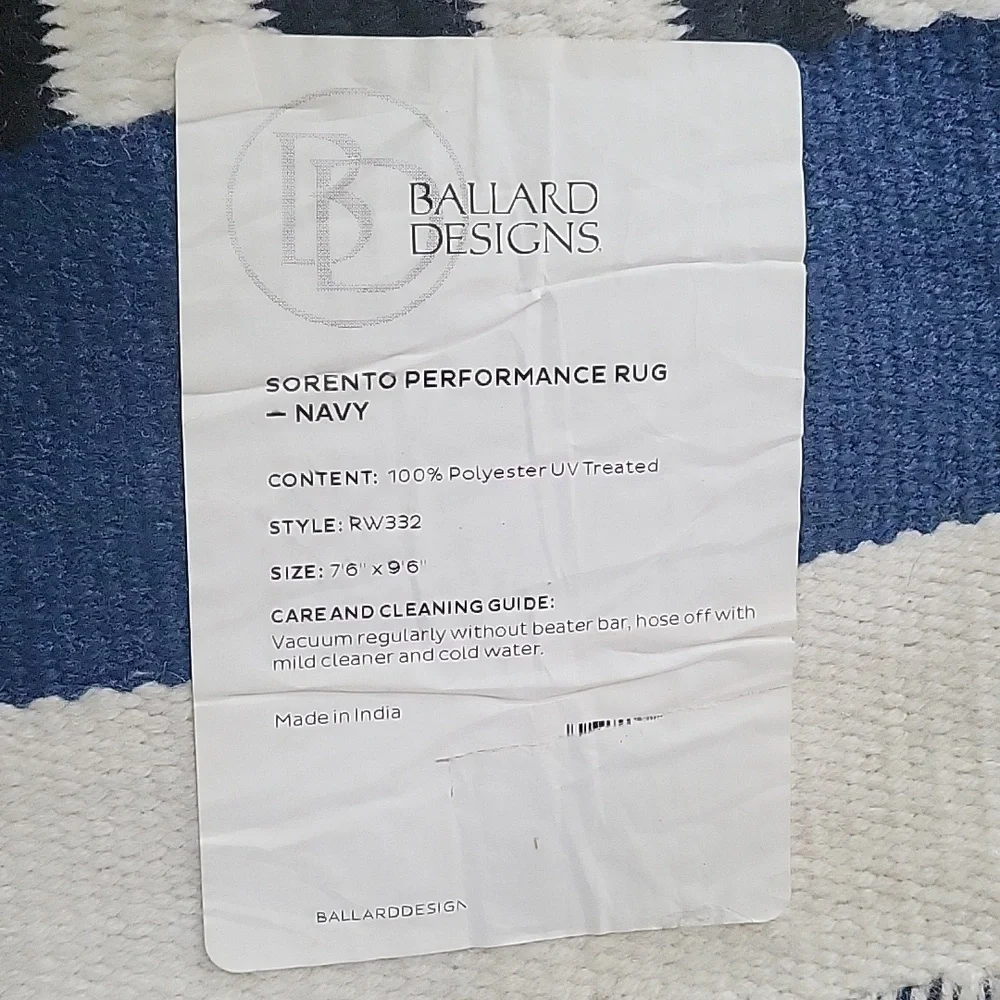 BD
BALLARD
DESIGNS
SORENTO PERFORMANCE RUG
— NAVY
CONTENT: 100% Polyester UV Treated
STYLE: RW332
SIZE: 7'6" x 9'6"
CARE AND CLEANING GUIDE:
Vacuum regularly without beater bar, hose off with
mild cleaner and cold water.
Made in India
BALLARDDESIGN